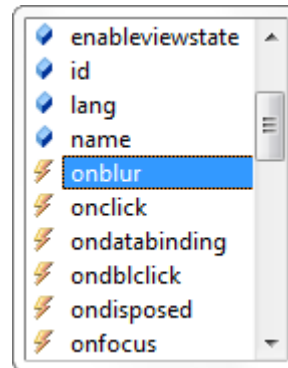 enableviewstate
id
lang
name
onblur
onclick
ondatabinding
ondblclick
ondisposed
onfocus